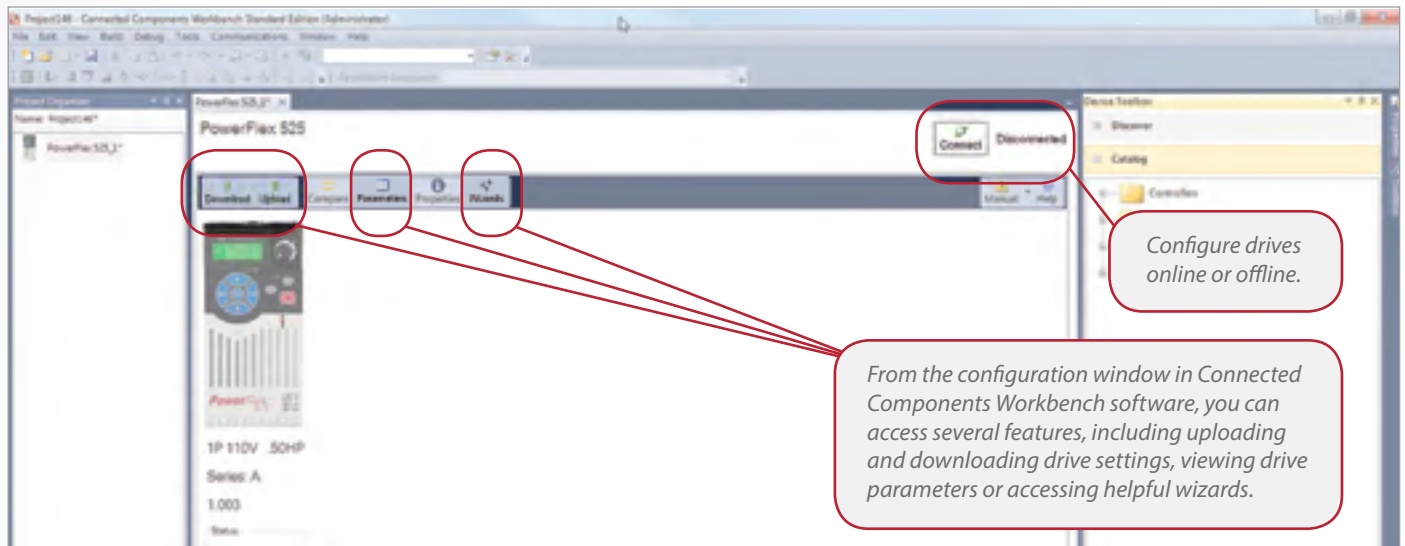 Project148 - Connected Components Workbench Standard Edition (Administrator)
File Edit View Build Debug Tools Communications Window Help
Project Organizer
Name: Project148*
PowerFlex 525_1*
PowerFlex 525_1*
PowerFlex 525
Connect
Disconnected
Download Upload Compare Parameters Properties Wizards
Manual Help
Device Toolbox
Discover
Catalog
Controllers
Configure drives
online or offline.
From the configuration window in Connected
Components Workbench software, you can
access several features, including uploading
and downloading drive settings, viewing drive
parameters or accessing helpful wizards.
PowerFlex
1P 110V .50HP
Series: A
1.003
Status